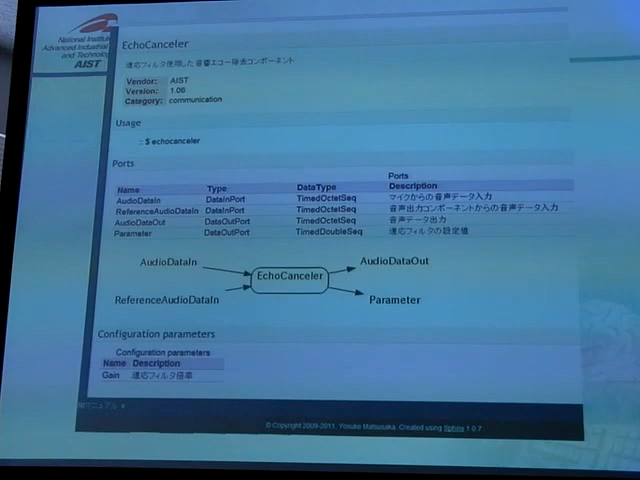 National Institute
Advanced Industrial
and Technology
AIST
EchoCanceler
適応フィルタ使用した音響エコー除去コンポーネント
Vendor: AIST
Version: 1.06
Category: communication
Usage
:: $ echocanceler
Ports
Ports
Name Type DataType Description
AudioDataIn DataInPort TimedOctetSeq マイクからの音声データ入力
ReferenceAudioDataIn DataInPort TimedOctetSeq 音声出力コンポーネントからの音声データ入力
AudioDataOut DataOutPort TimedOctetSeq 音声データ出力
Parameter DataOutPort TimedDoubleSeq 適応フィルタの設定値
AudioDataIn
EchoCanceler
AudioDataOut
ReferenceAudioDataIn
Parameter
Configuration parameters
Configuration parameters
Name Description
Gain 適応フィルタ倍率
マニュアル »
© Copyright 2009-2011, Yosuke Matsusaka. Created using Sphinx 1.0.7.